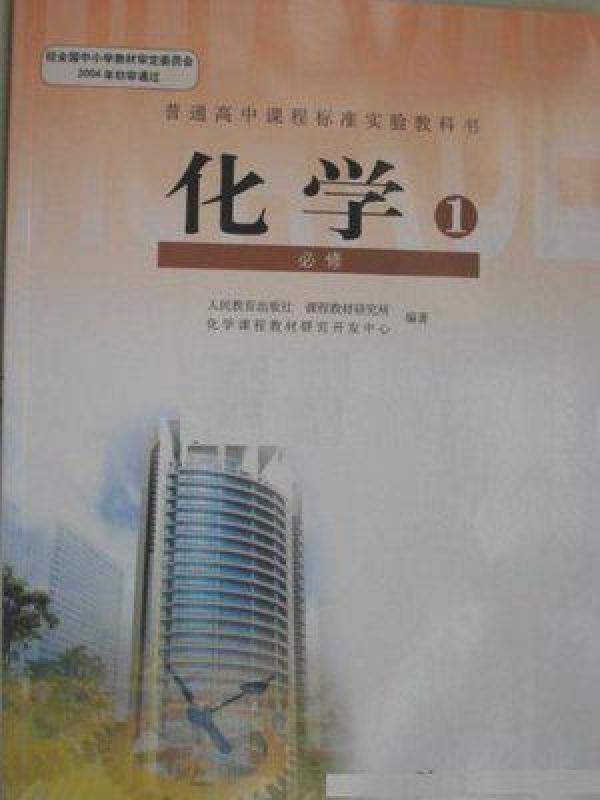 经全国中小学教材审定委员会
2004年初审通过
普通高中课程标准实验教科书
化学 1
必修
人民教育出版社 课程教材研究所
化学课程教材研究开发中心 编著